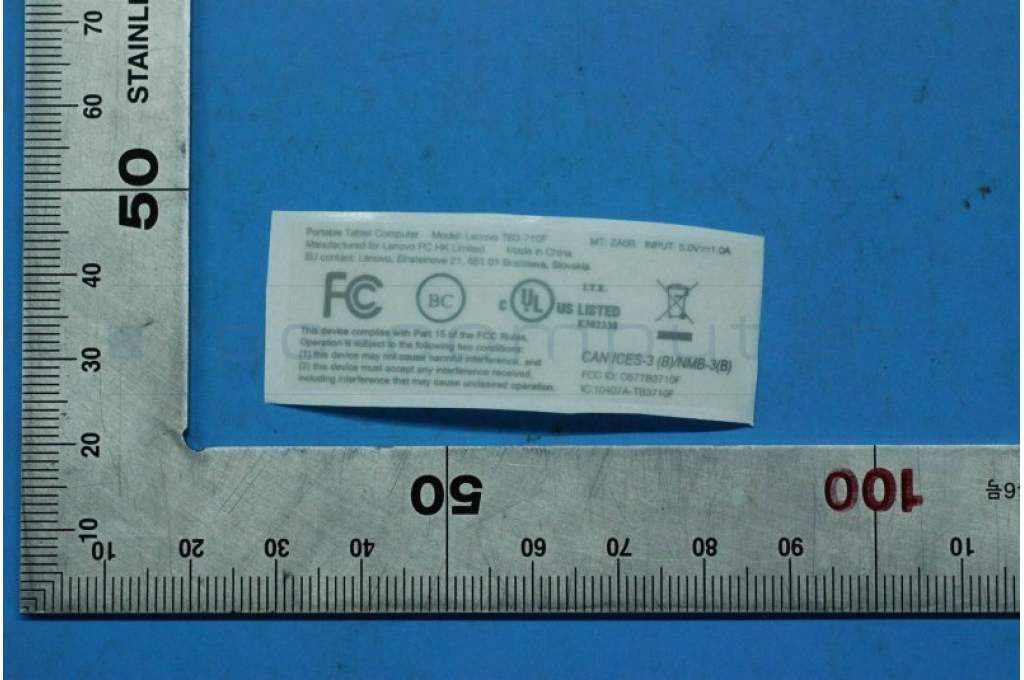 70
60
STAINL
50
40
30
20
10
Portable Tablet Computer Model: Lenovo TB3-710F MT: ZA0R INPUT: 5.0V⎓1.0A
Manufactured for Lenovo PC HK Limited Made in China
EU contact: Lenovo, Einsteinova 21, 851 01 Bratislava, Slovakia
FC
BC
c UL US LISTED
I.T.E.
E302338
This device complies with Part 15 of the FCC Rules.
Operation is subject to the following two conditions:
(1) this device may not cause harmful interference, and
(2) this device must accept any interference received,
including interference that may cause undesired operation.
CAN ICES-3 (B)/NMB-3(B)
FCC ID: O57TB3710F
IC:10407A-TB3710F
50 100
10 20 30 40 60 70 80 90 10